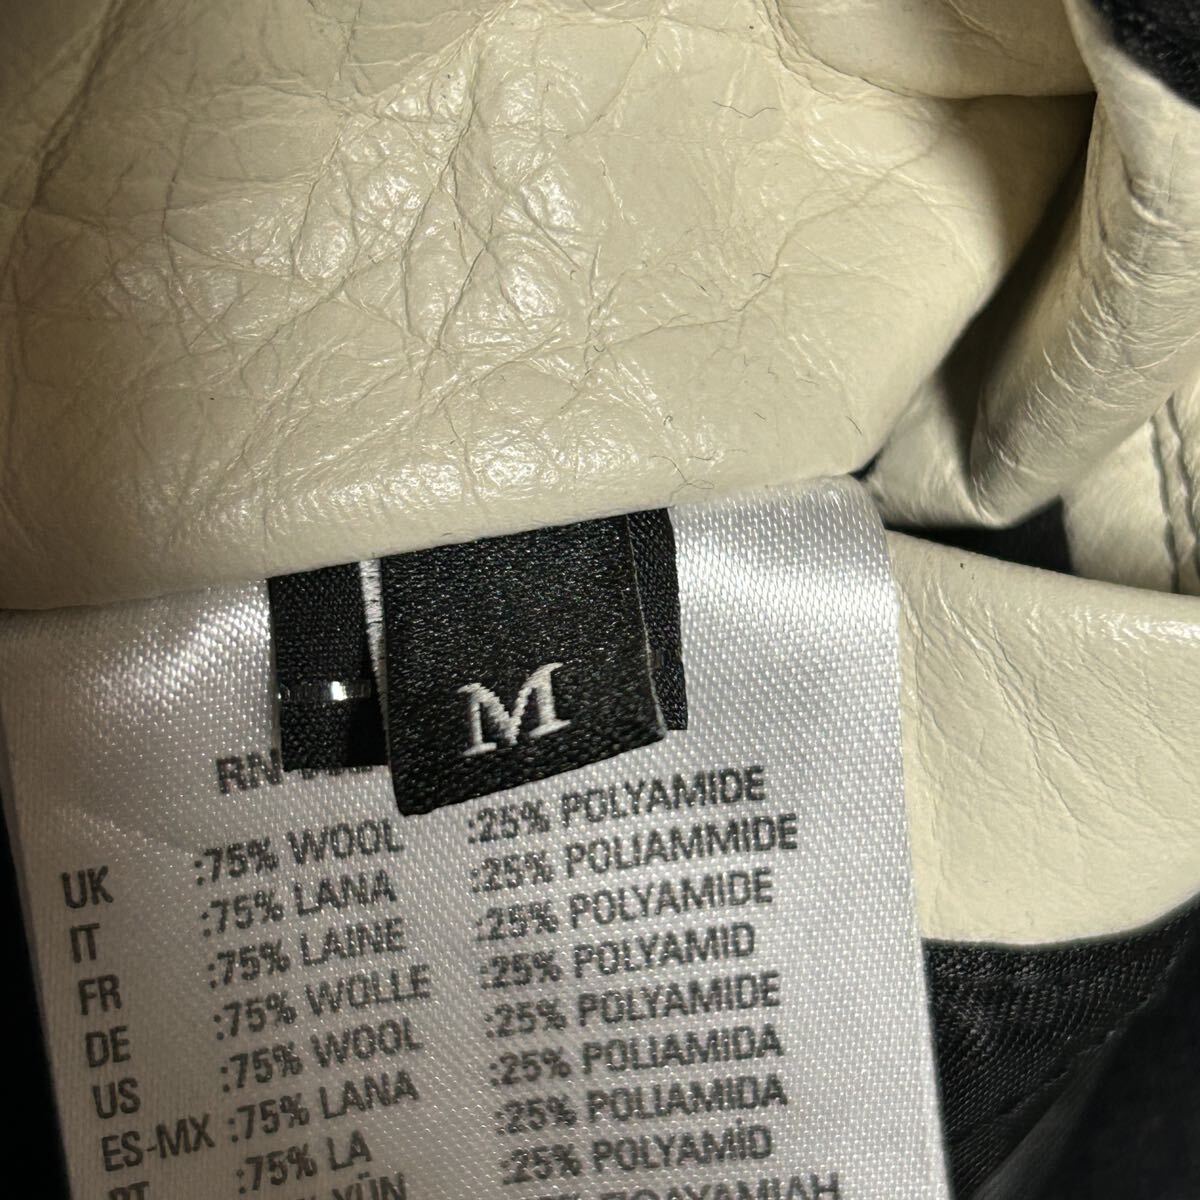 M
RN
UK :75% WOOL :25% POLYAMIDE
IT :75% LANA :25% POLIAMMIDE
FR :75% LAINE :25% POLYAMIDE
DE :75% WOLLE :25% POLYAMID
US :75% WOOL :25% POLYAMIDE
ES-MX :75% LANA :25% POLIAMIDA
PT :75% LA :25% POLIAMIDA
YÜN :25% POLYAMİD